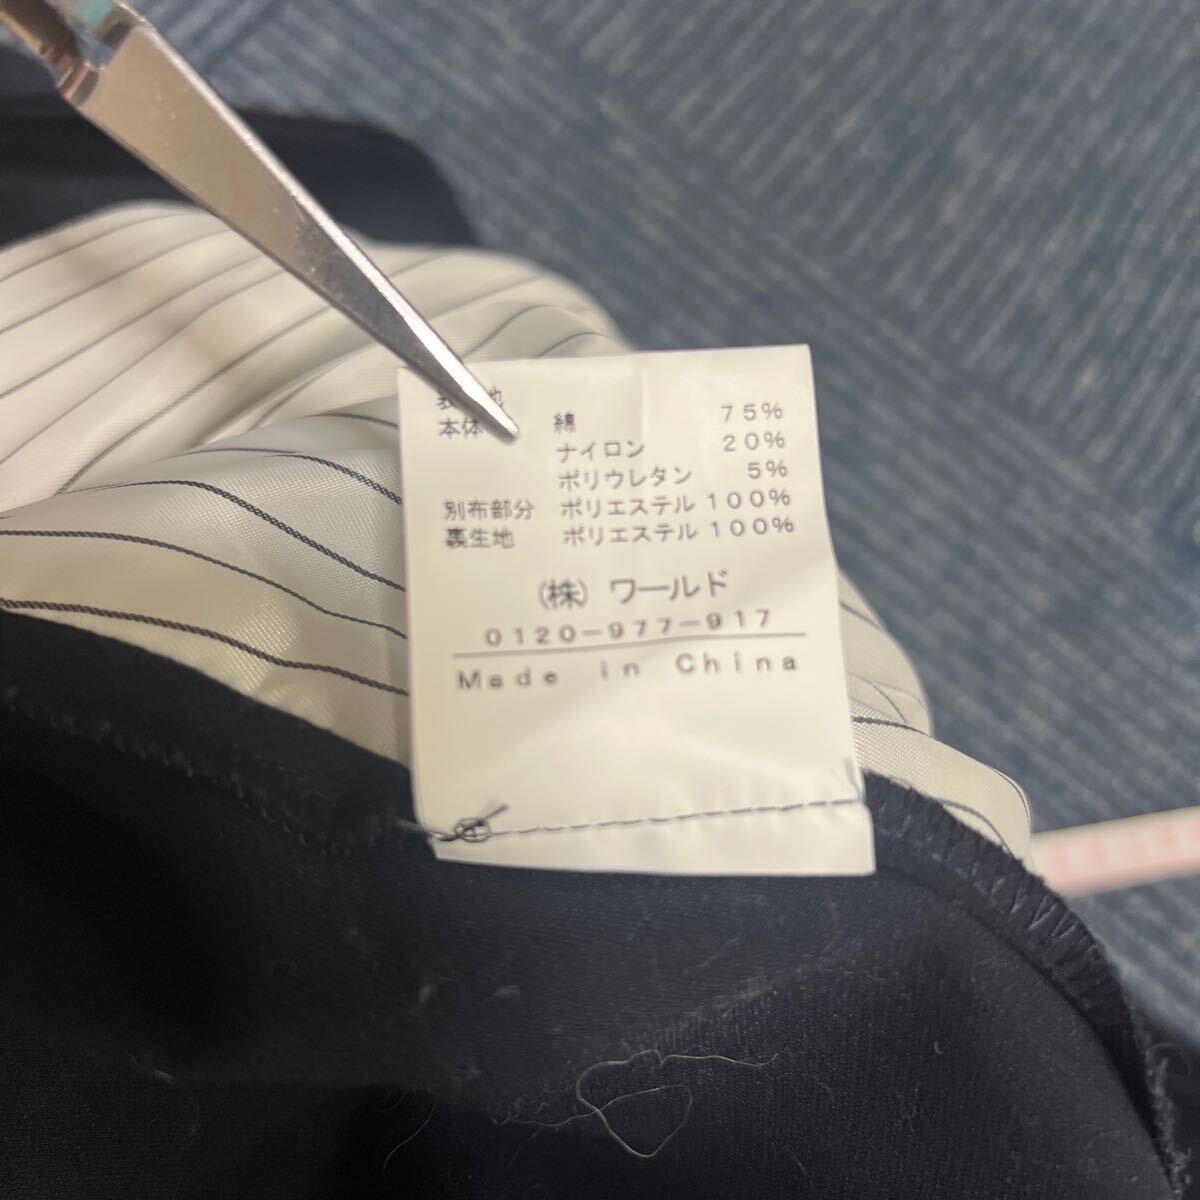 本体 綿 75%
ナイロン 20%
ポリウレタン 5%
別布部分 ポリエステル 100%
裏生地 ポリエステル 100%
(株) ワールド
0120-977-917
Made in China